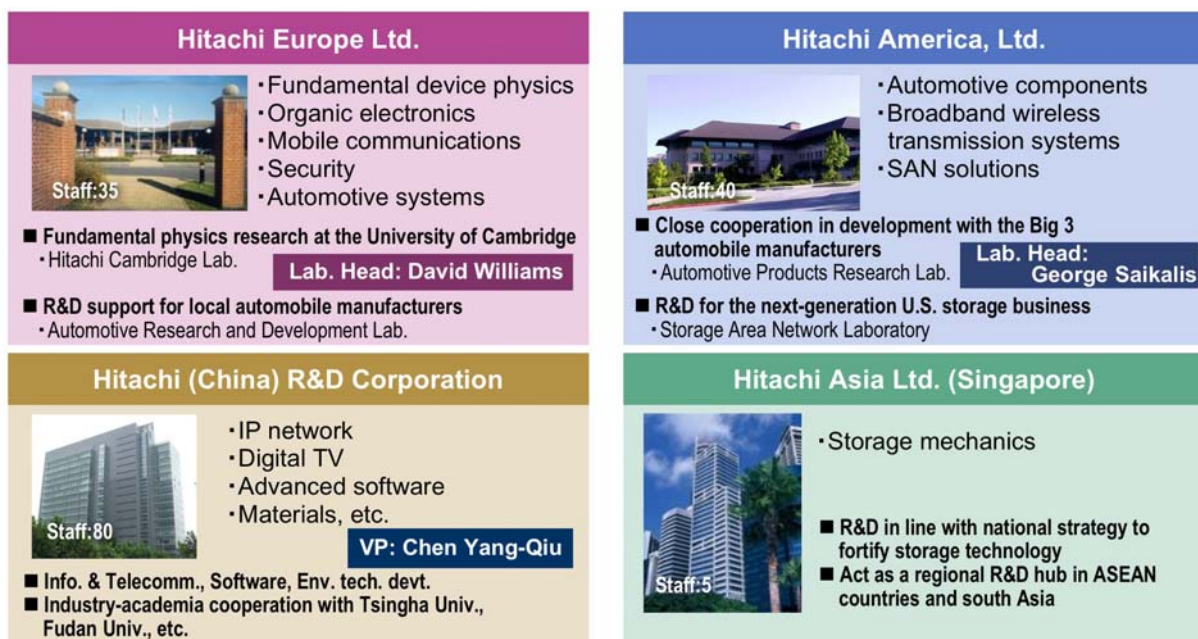 Hitachi Europe Ltd.
・Fundamental device physics
・Organic electronics
・Mobile communications
・Security
・Automotive systems
Staff:35
■ Fundamental physics research at the University of Cambridge
・Hitachi Cambridge Lab.
Lab. Head: David Williams
■ R&D support for local automobile manufacturers
・Automotive Research and Development Lab.
Hitachi America, Ltd.
・Automotive components
・Broadband wireless
transmission systems
・SAN solutions
Staff:40
■ Close cooperation in development with the Big 3
automobile manufacturers
・Automotive Products Research Lab.
Lab. Head:
George Saikalis
■ R&D for the next-generation U.S. storage business
・Storage Area Network Laboratory
Hitachi (China) R&D Corporation
・IP network
・Digital TV
・Advanced software
・Materials, etc.
Staff:80
VP: Chen Yang-Qiu
■ Info. & Telecomm., Software, Env. tech. devt.
■ Industry-academia cooperation with Tsingha Univ.,
Fudan Univ., etc.
Hitachi Asia Ltd. (Singapore)
・Storage mechanics
■ R&D in line with national strategy to
fortify storage technology
■ Act as a regional R&D hub in ASEAN
countries and south Asia
Staff:5